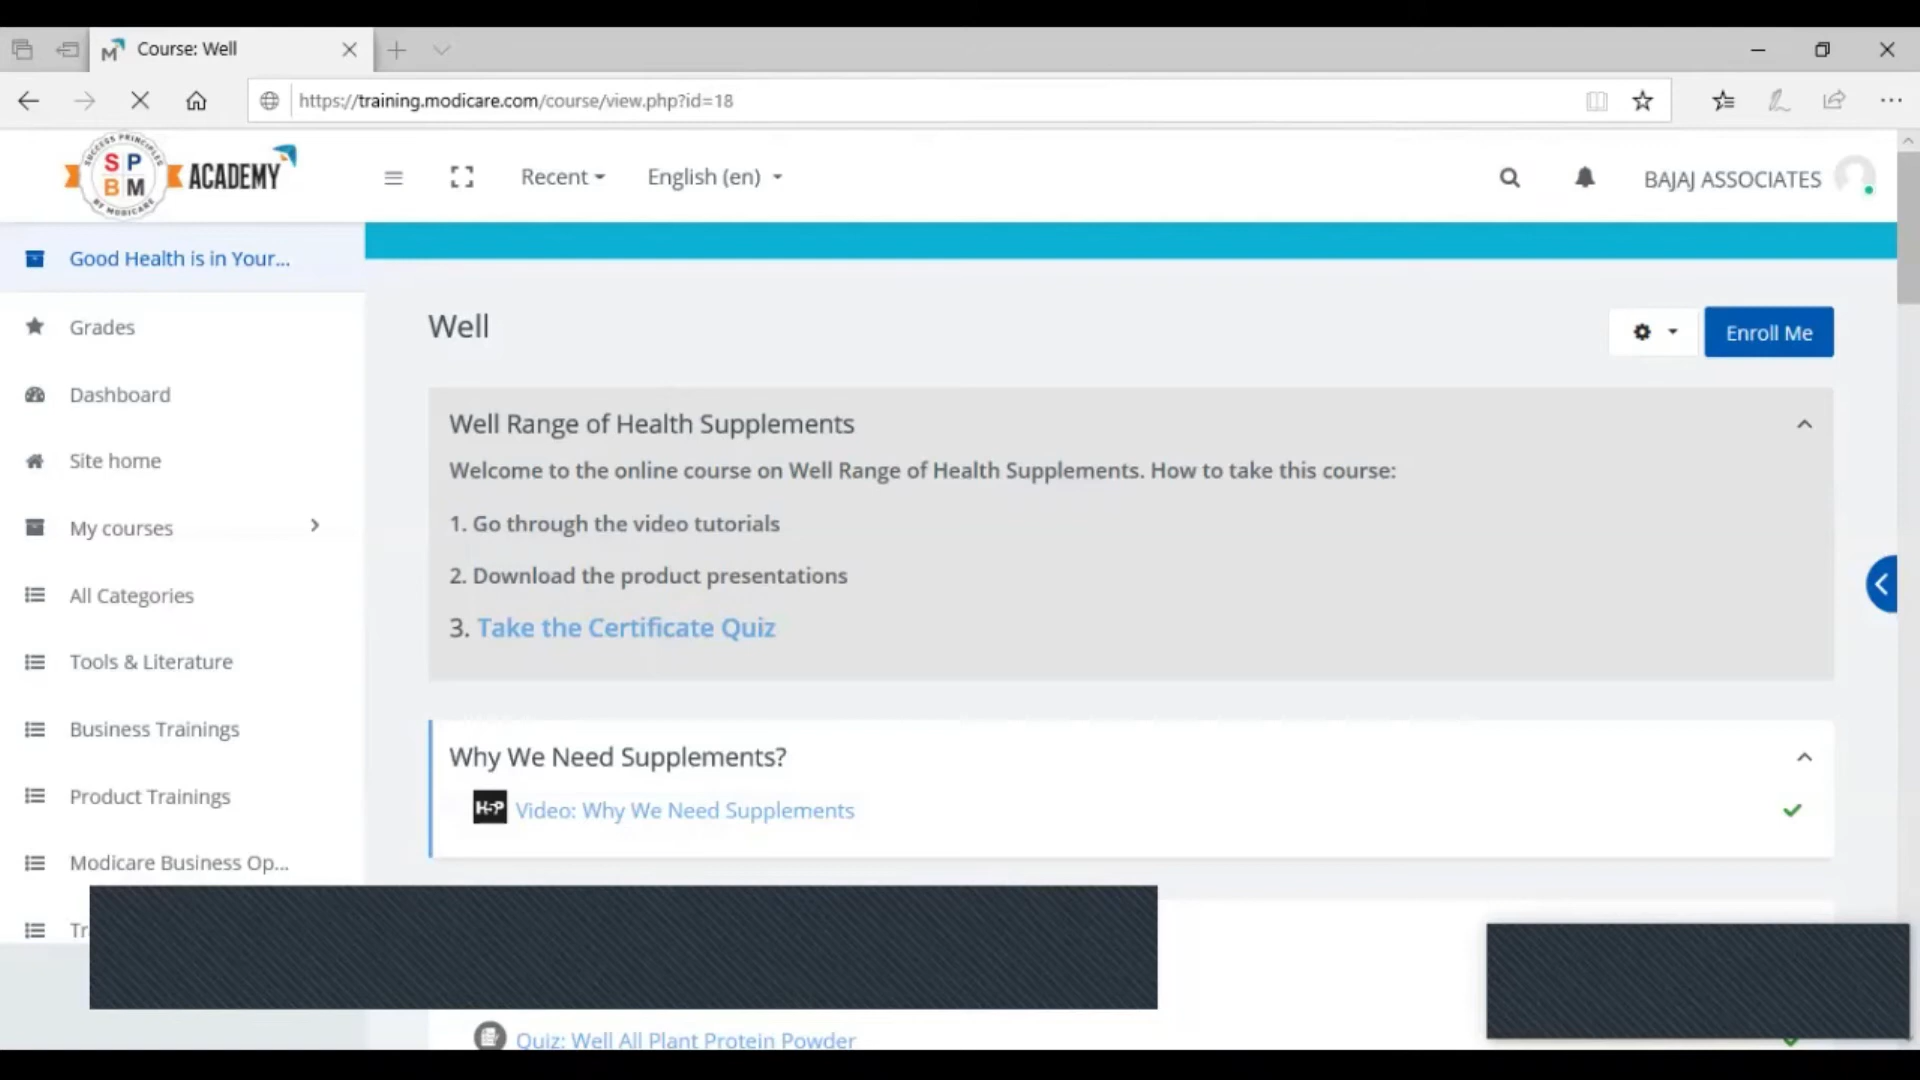 Course: Well
https://training.modicare.com/course/view.php?id=18
SUCCESS PRINCIPLES
S P
B M
BY MODICARE
ACADEMY
Recent
English (en)
BAJAJ ASSOCIATES
Good Health is in Your...
Grades
Dashboard
Site home
My courses
All Categories
Tools & Literature
Business Trainings
Product Trainings
Modicare Business Op...
Tr
Well
Enroll Me
Well Range of Health Supplements
Welcome to the online course on Well Range of Health Supplements. How to take this course:
1. Go through the video tutorials
2. Download the product presentations
3. Take the Certificate Quiz
Why We Need Supplements?
H5P Video: Why We Need Supplements
Quiz: Well All Plant Protein Powder